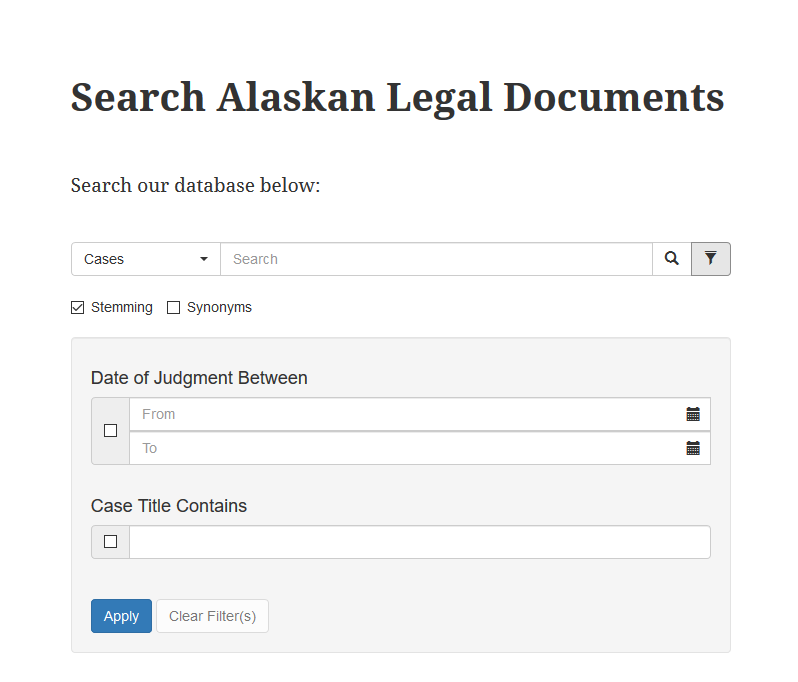 Search Alaskan Legal Documents
Search our database below:
Cases Search
Stemming Synonyms
Date of Judgment Between
From
To
Case Title Contains
Apply Clear Filter(s)